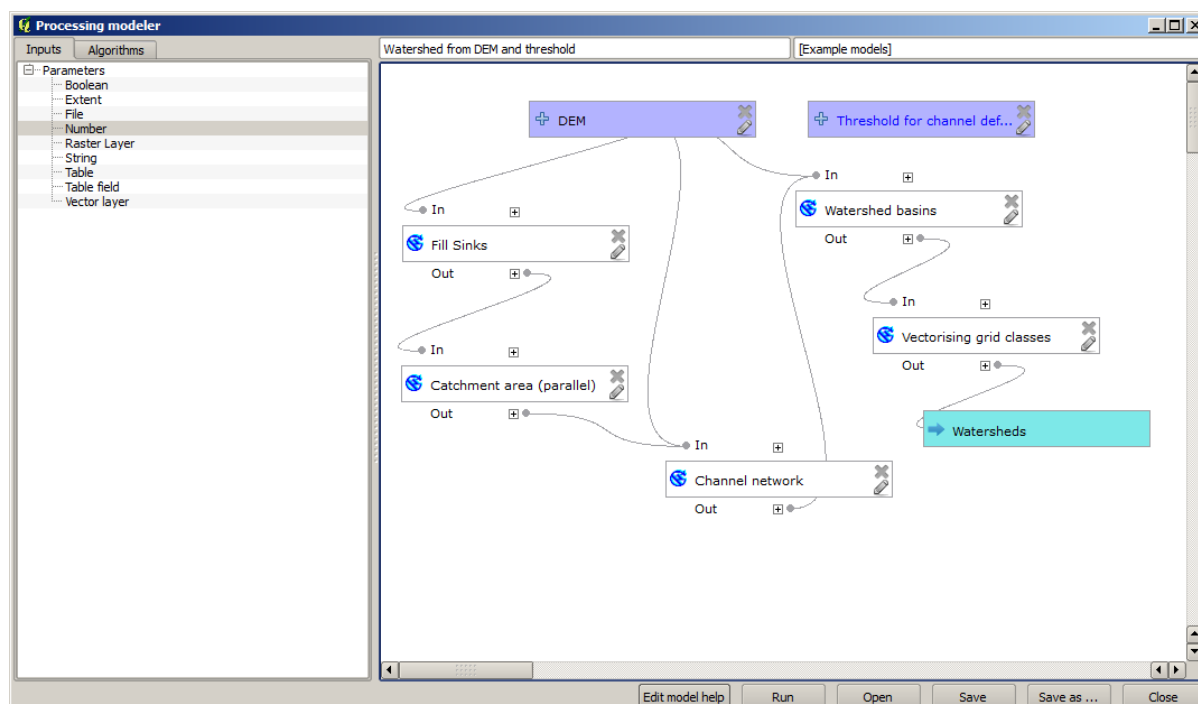 Processing modeler
Inputs
Algorithms
Parameters
Boolean
Extent
File
Number
Raster Layer
String
Table
Table field
Vector layer
Watershed from DEM and threshold
[Example models]
DEM
Threshold for channel def...
In
Watershed basins
Out
In
Fill Sinks
Out
In
Vectorising grid classes
Out
In
Catchment area (parallel)
Out
Watersheds
In
Channel network
Out
Edit model help
Run
Open
Save
Save as ...
Close